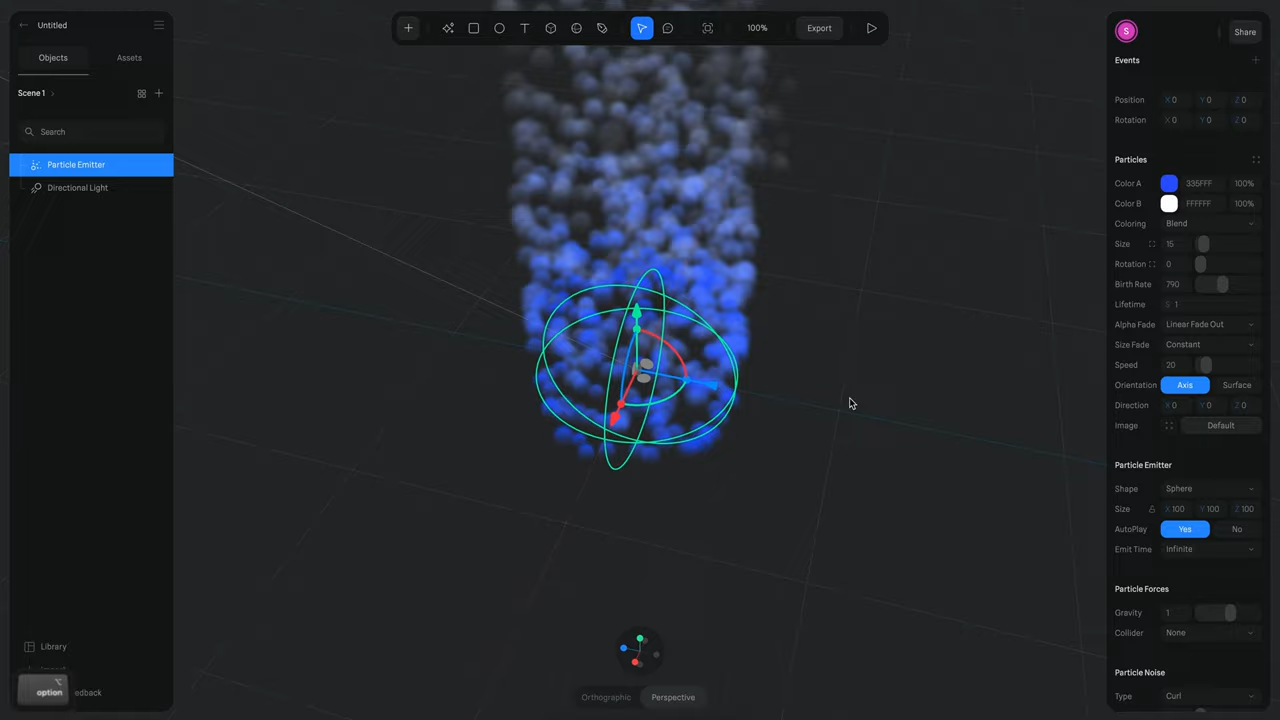 Untitled
100%
Export
S
Share
Objects
Assets
Scene 1
Search
Particle Emitter
Directional Light
Library
option
edback
Orthographic
Perspective
Events
Position X 0 Y 0 Z 0
Rotation X 0 Y 0 Z 0
Particles
Color A 335FFF 100%
Color B FFFFFF 100%
Coloring Blend
Size 15
Rotation 0
Birth Rate 790
Lifetime S 1
Alpha Fade Linear Fade Out
Size Fade Constant
Speed 20
Orientation Axis Surface
Direction X 0 Y 0 Z 0
Image Default
Particle Emitter
Shape Sphere
Size X 100 Y 100 Z 100
AutoPlay Yes No
Emit Time Infinite
Particle Forces
Gravity 1
Collider None
Particle Noise
Type Curl